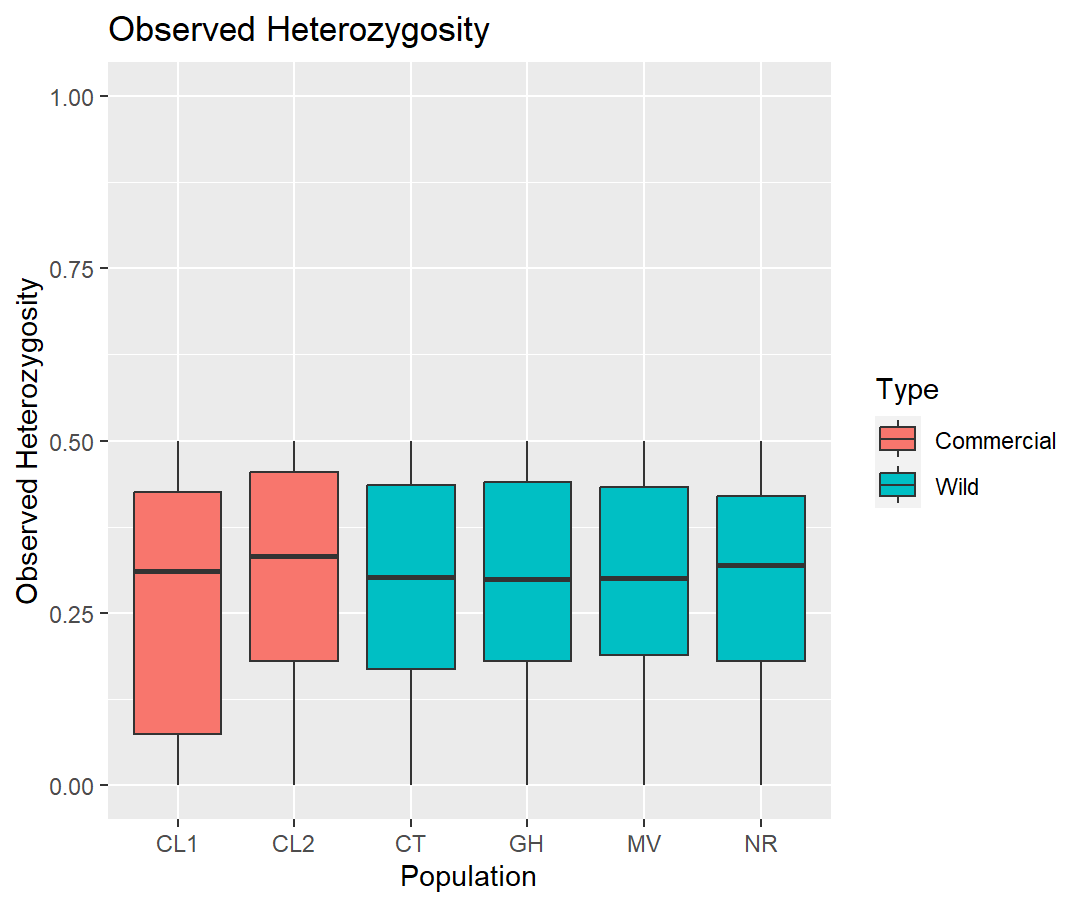 Observed Heterozygosity
Observed Heterozygosity
1.00
0.75
0.50
0.25
0.00
CL1 CL2 CT GH MV NR
Population
Type
Commercial
Wild